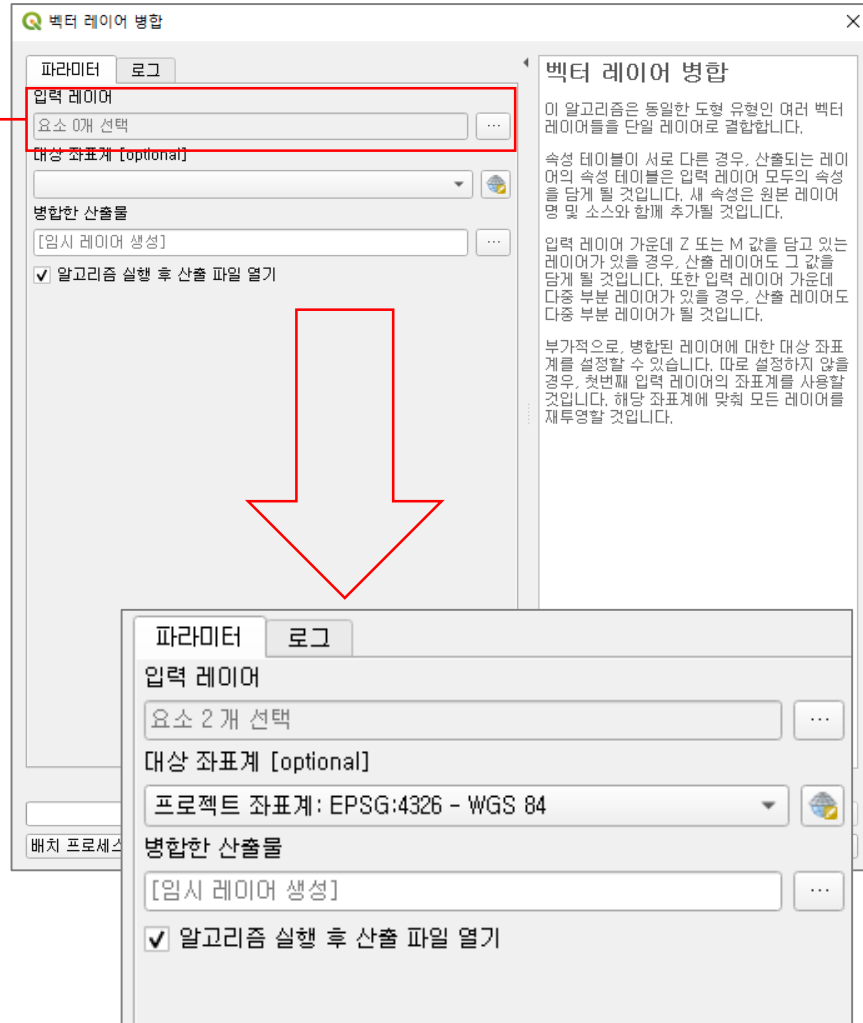 벡터 레이어 병합
파라미터
로그
입력 레이어
요소 0개 선택
…
대상 좌표계 [optional]
병합한 산출물
[임시 레이어 생성]
…
알고리즘 실행 후 산출 파일 열기
벡터 레이어 병합
이 알고리즘은 동일한 도형 유형인 여러 벡터
레이어들을 단일 레이어로 결합합니다.
속성 테이블이 서로 다른 경우, 산출되는 레이
어의 속성 테이블은 입력 레이어 모두의 속성
을 담게 될 것입니다. 새 속성은 원본 레이어
명 및 소스와 함께 추가될 것입니다.
입력 레이어 가운데 Z 또는 M 값을 담고 있는
레이어가 있을 경우, 산출 레이어도 그 값을
담게 될 것입니다. 또한 입력 레이어 가운데
다중 부분 레이어가 있을 경우, 산출 레이어도
다중 부분 레이어가 될 것입니다.
부가적으로, 병합된 레이어에 대한 대상 좌표
계를 설정할 수 있습니다. 따로 설정하지 않을
경우, 첫번째 입력 레이어의 좌표계를 사용할
것입니다. 해당 좌표계에 맞춰 모든 레이어를
재투영할 것입니다.
배치 프로세스
파라미터
로그
입력 레이어
요소 2 개 선택
…
대상 좌표계 [optional]
프로젝트 좌표계: EPSG:4326 - WGS 84
병합한 산출물
[임시 레이어 생성]
…
알고리즘 실행 후 산출 파일 열기